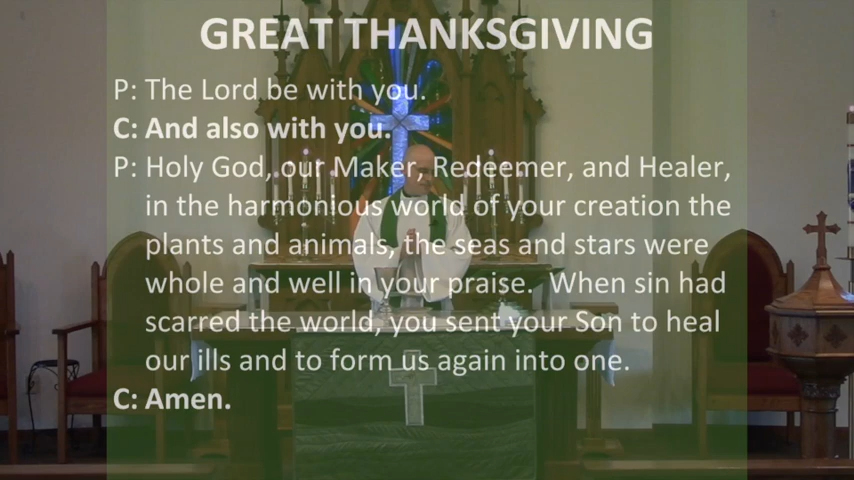 GREAT THANKSGIVING
P: The Lord be with you.
C: And also with you.
P: Holy God, our Maker, Redeemer, and Healer,
in the harmonious world of your creation the
plants and animals, the seas and stars were
whole and well in your praise.  When sin had
scarred the world, you sent your Son to heal
our ills and to form us again into one.
C: Amen.